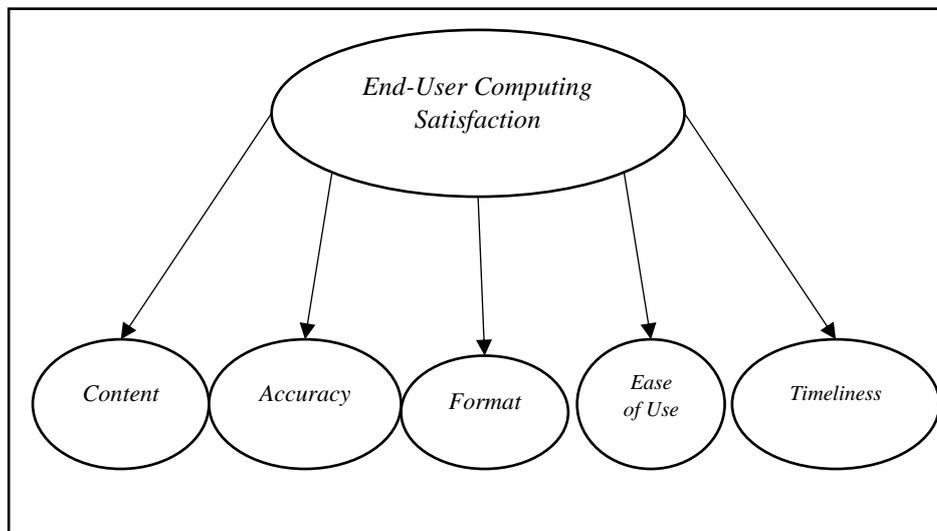 End-User Computing
Satisfaction
Content
Accuracy
Format
Ease
of Use
Timeliness